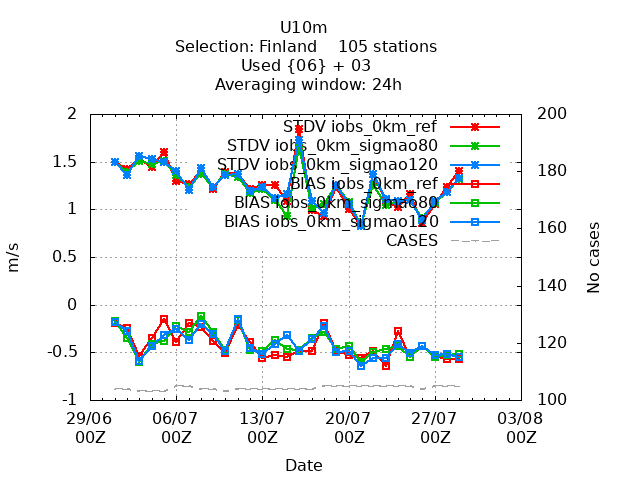 U10m
Selection: Finland    105 stations
Used {06} + 03
Averaging window: 24h
STDV iobs_0km_ref
STDV iobs_0km_sigmao80
STDV iobs_0km_sigmao120
BIAS iobs_0km_ref
BIAS iobs_0km_sigmao80
BIAS iobs_0km_sigmao120
CASES
2
1.5
1
0.5
0
-0.5
-1
m/s
200
180
160
140
120
100
No cases
29/06 06/07 13/07 20/07 27/07 03/08
00Z 00Z 00Z 00Z 00Z 00Z
Date